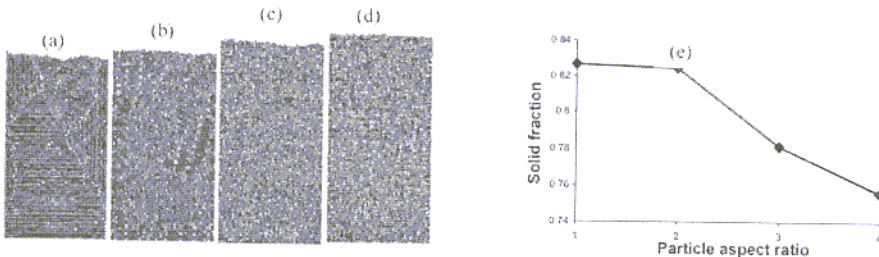 (a)
(b)
(c)
(d)
(e)
0.84
0.82
0.8
0.78
0.76
0.74
Solid fraction
1
2
3
4
Particle aspect ratio